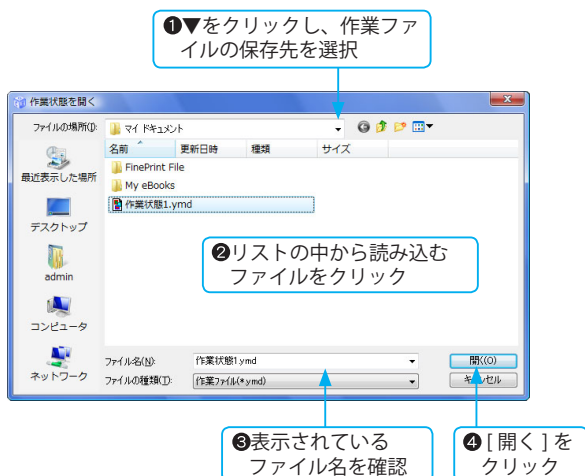 ❶▼をクリックし、作業ファ
イルの保存先を選択
作業状態を開く
ファイルの場所(I):
マイ ドキュメント
名前 更新日時 種類 サイズ
FinePrint File
My eBooks
作業状態1.ymd
最近表示した場所
デスクトップ
admin
コンピュータ
ネットワーク
❷リストの中から読み込む
ファイルをクリック
ファイル名(N): 作業状態1.ymd 開く(O)
ファイルの種類(T): 作業ファイル(*.ymd)
❸表示されている
ファイル名を確認
❹[ 開く ] を
クリック